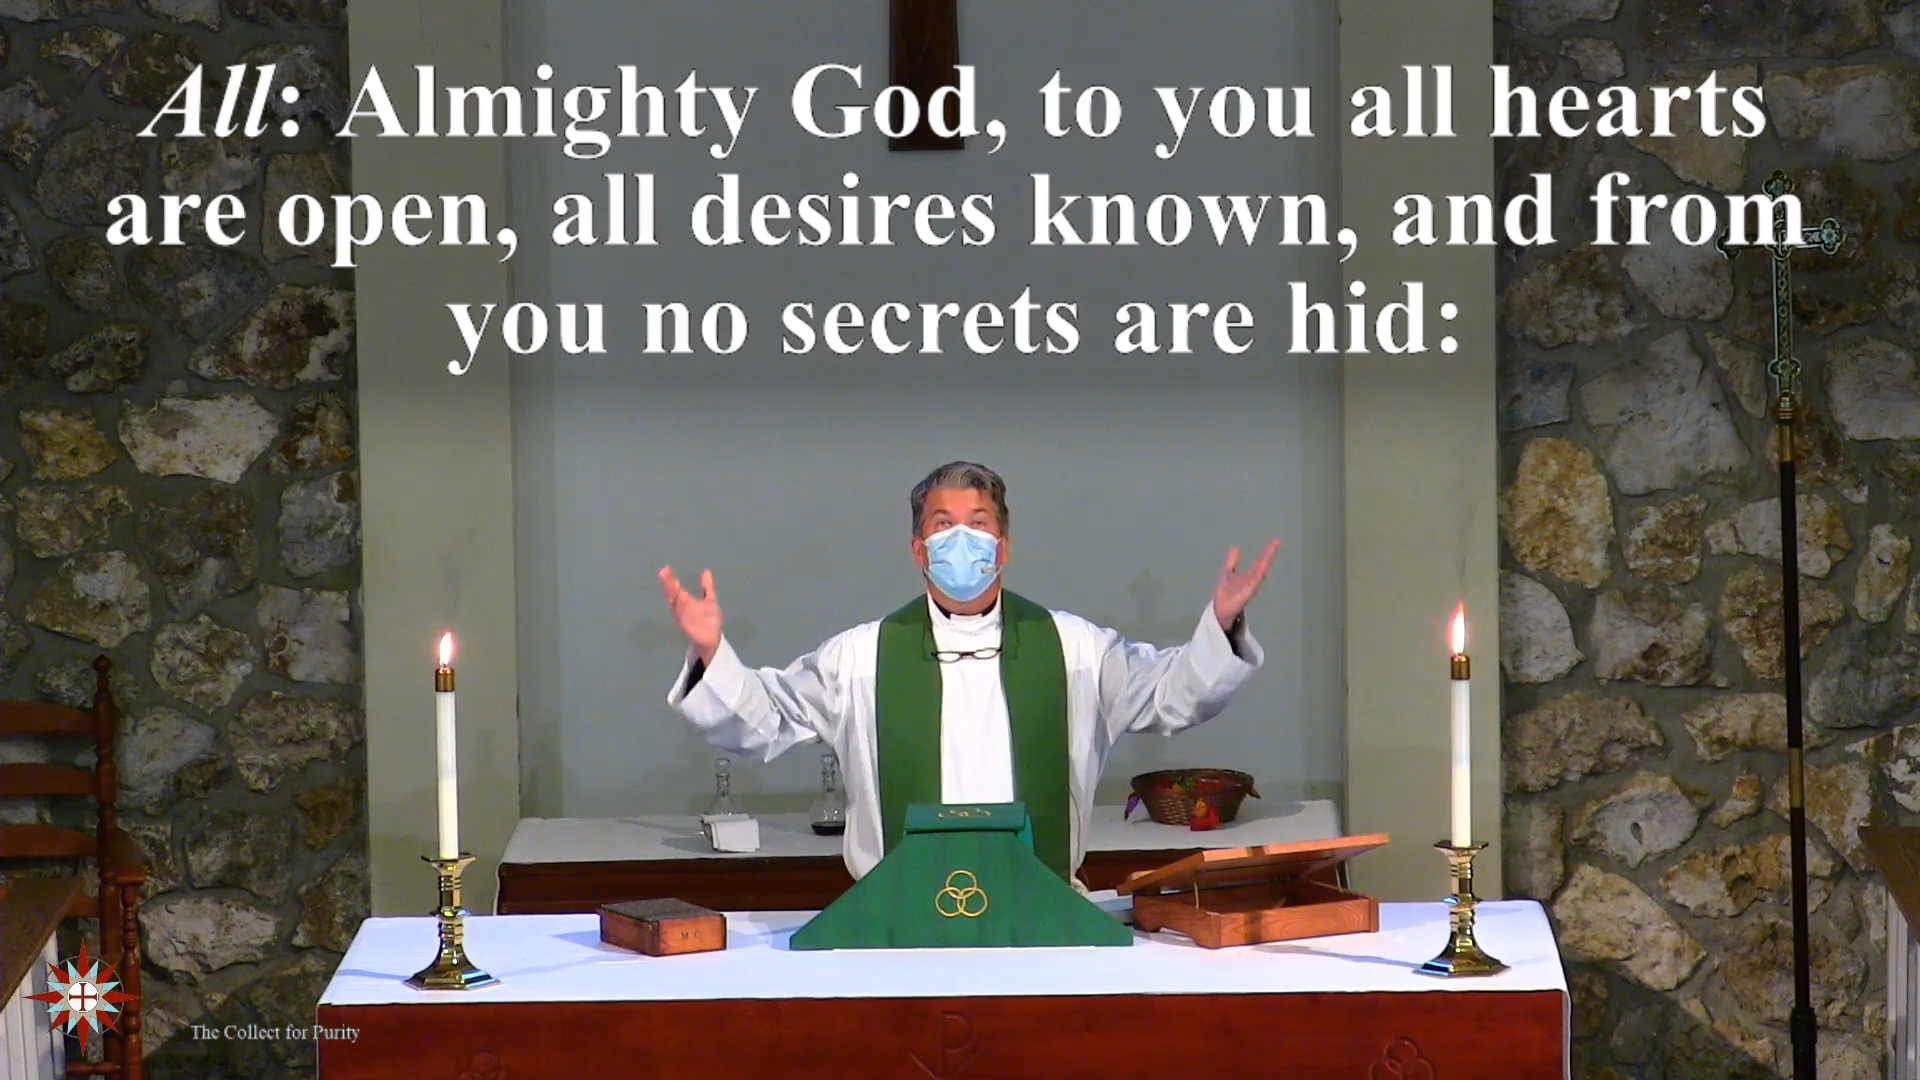 All: Almighty God, to you all hearts
are open, all desires known, and from
you no secrets are hid:
M C
The Collect for Purity